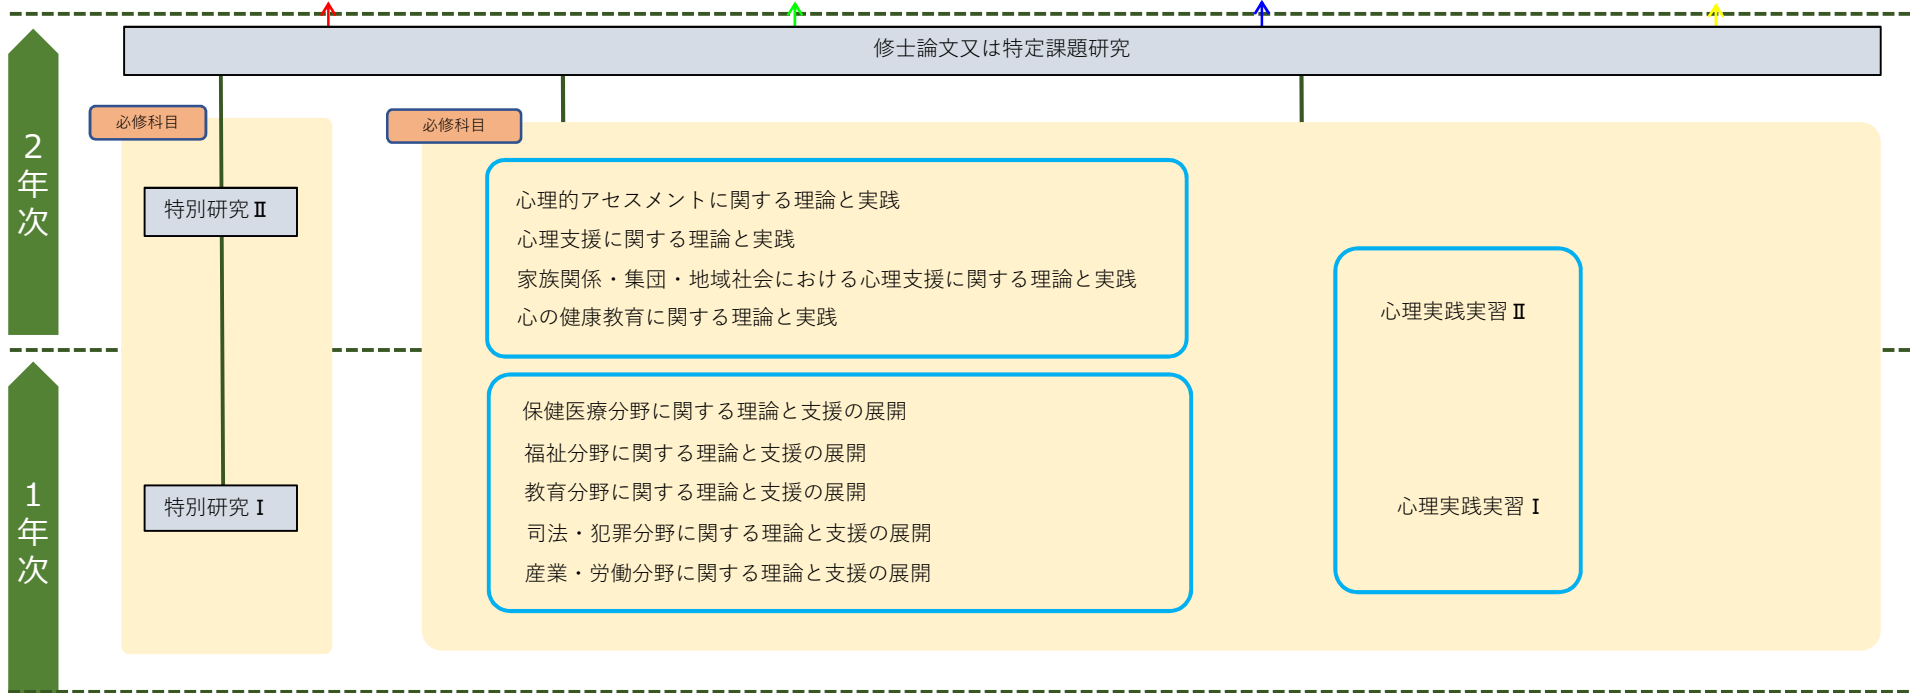 修士論文又は特定課題研究
2年次
必修科目
特別研究Ⅱ
必修科目
心理的アセスメントに関する理論と実践
心理支援に関する理論と実践
家族関係・集団・地域社会における心理支援に関する理論と実践
心の健康教育に関する理論と実践
心理実践実習Ⅱ
1年次
特別研究Ⅰ
保健医療分野に関する理論と支援の展開
福祉分野に関する理論と支援の展開
教育分野に関する理論と支援の展開
司法・犯罪分野に関する理論と支援の展開
産業・労働分野に関する理論と支援の展開
心理実践実習Ⅰ